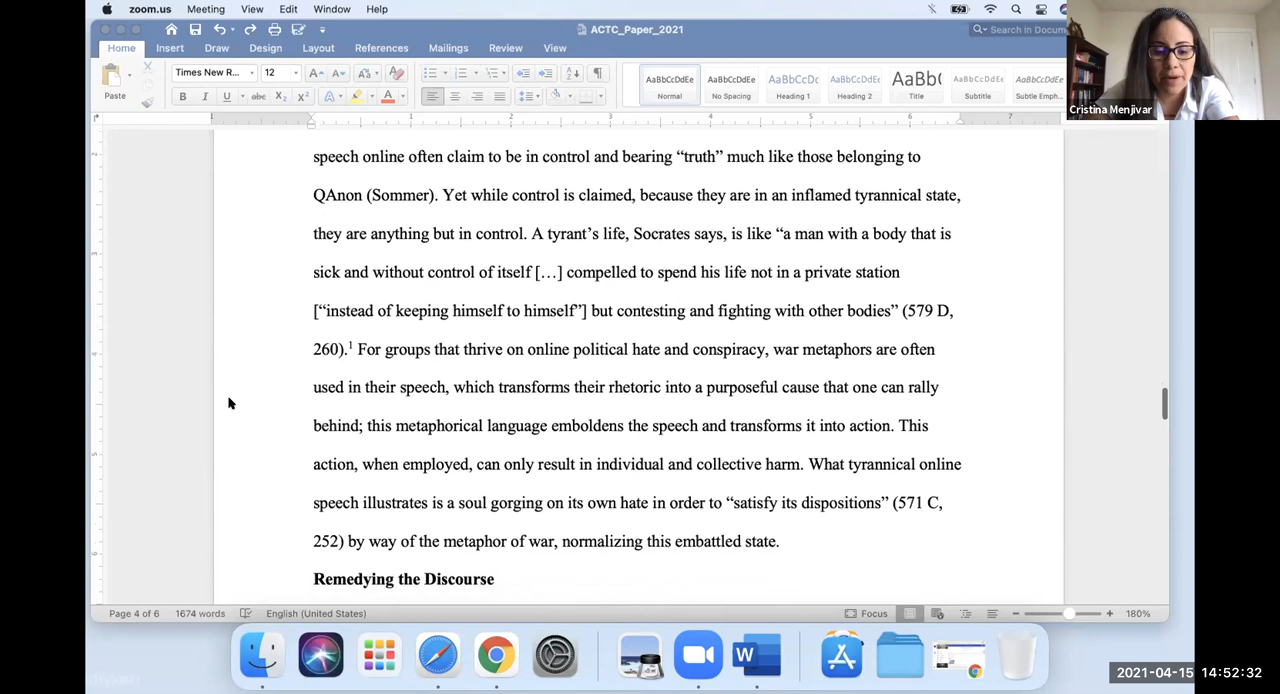 zoom.us Meeting View Edit Window Help
ACTC_Paper_2021
Search in Docum
Home Insert Draw Design Layout References Mailings Review View
Paste
Times New R... 12
AaBbCcDdEe AaBbCcDdEe AaBbCcDc AaBbCcDdEe AaBb( AaBbCcDdEe AaBbCcDdEe
Normal No Spacing Heading 1 Heading 2 Title Subtitle Subtle Emph...
Cristina Menjivar
1 1 2 3 4 5 6 7
speech online often claim to be in control and bearing “truth” much like those belonging to
QAnon (Sommer). Yet while control is claimed, because they are in an inflamed tyrannical state,
they are anything but in control. A tyrant’s life, Socrates says, is like “a man with a body that is
sick and without control of itself […] compelled to spend his life not in a private station
[“instead of keeping himself to himself”] but contesting and fighting with other bodies” (579 D,
260).1 For groups that thrive on online political hate and conspiracy, war metaphors are often
used in their speech, which transforms their rhetoric into a purposeful cause that one can rally
behind; this metaphorical language emboldens the speech and transforms it into action. This
action, when employed, can only result in individual and collective harm. What tyrannical online
speech illustrates is a soul gorging on its own hate in order to “satisfy its dispositions” (571 C,
252) by way of the metaphor of war, normalizing this embattled state.
Remedying the Discourse
Page 4 of 6 1674 words English (United States) Focus 180%
2021-04-15 14:52:32